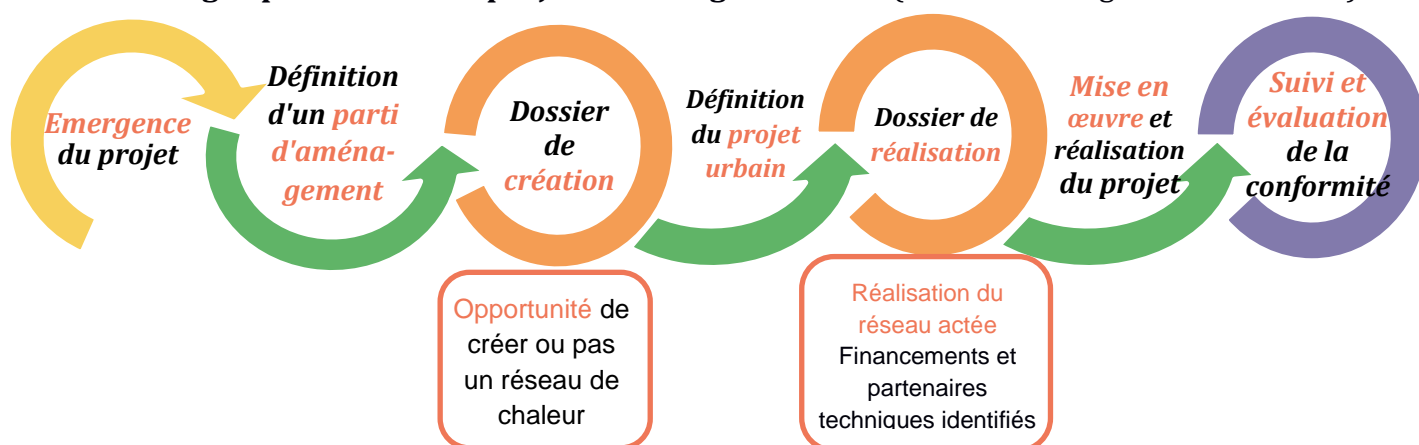 Emergence
du projet
Définition
d'un parti
d'aména-
gement
Dossier
de
création
Définition
du projet
urbain
Dossier de
réalisation
Mise en
œuvre et
réalisation
du projet
Suivi et
évaluation
de la
conformité
Opportunité de
créer ou pas
un réseau de
chaleur
Réalisation du
réseau actée
Financements et
partenaires
techniques identifiés